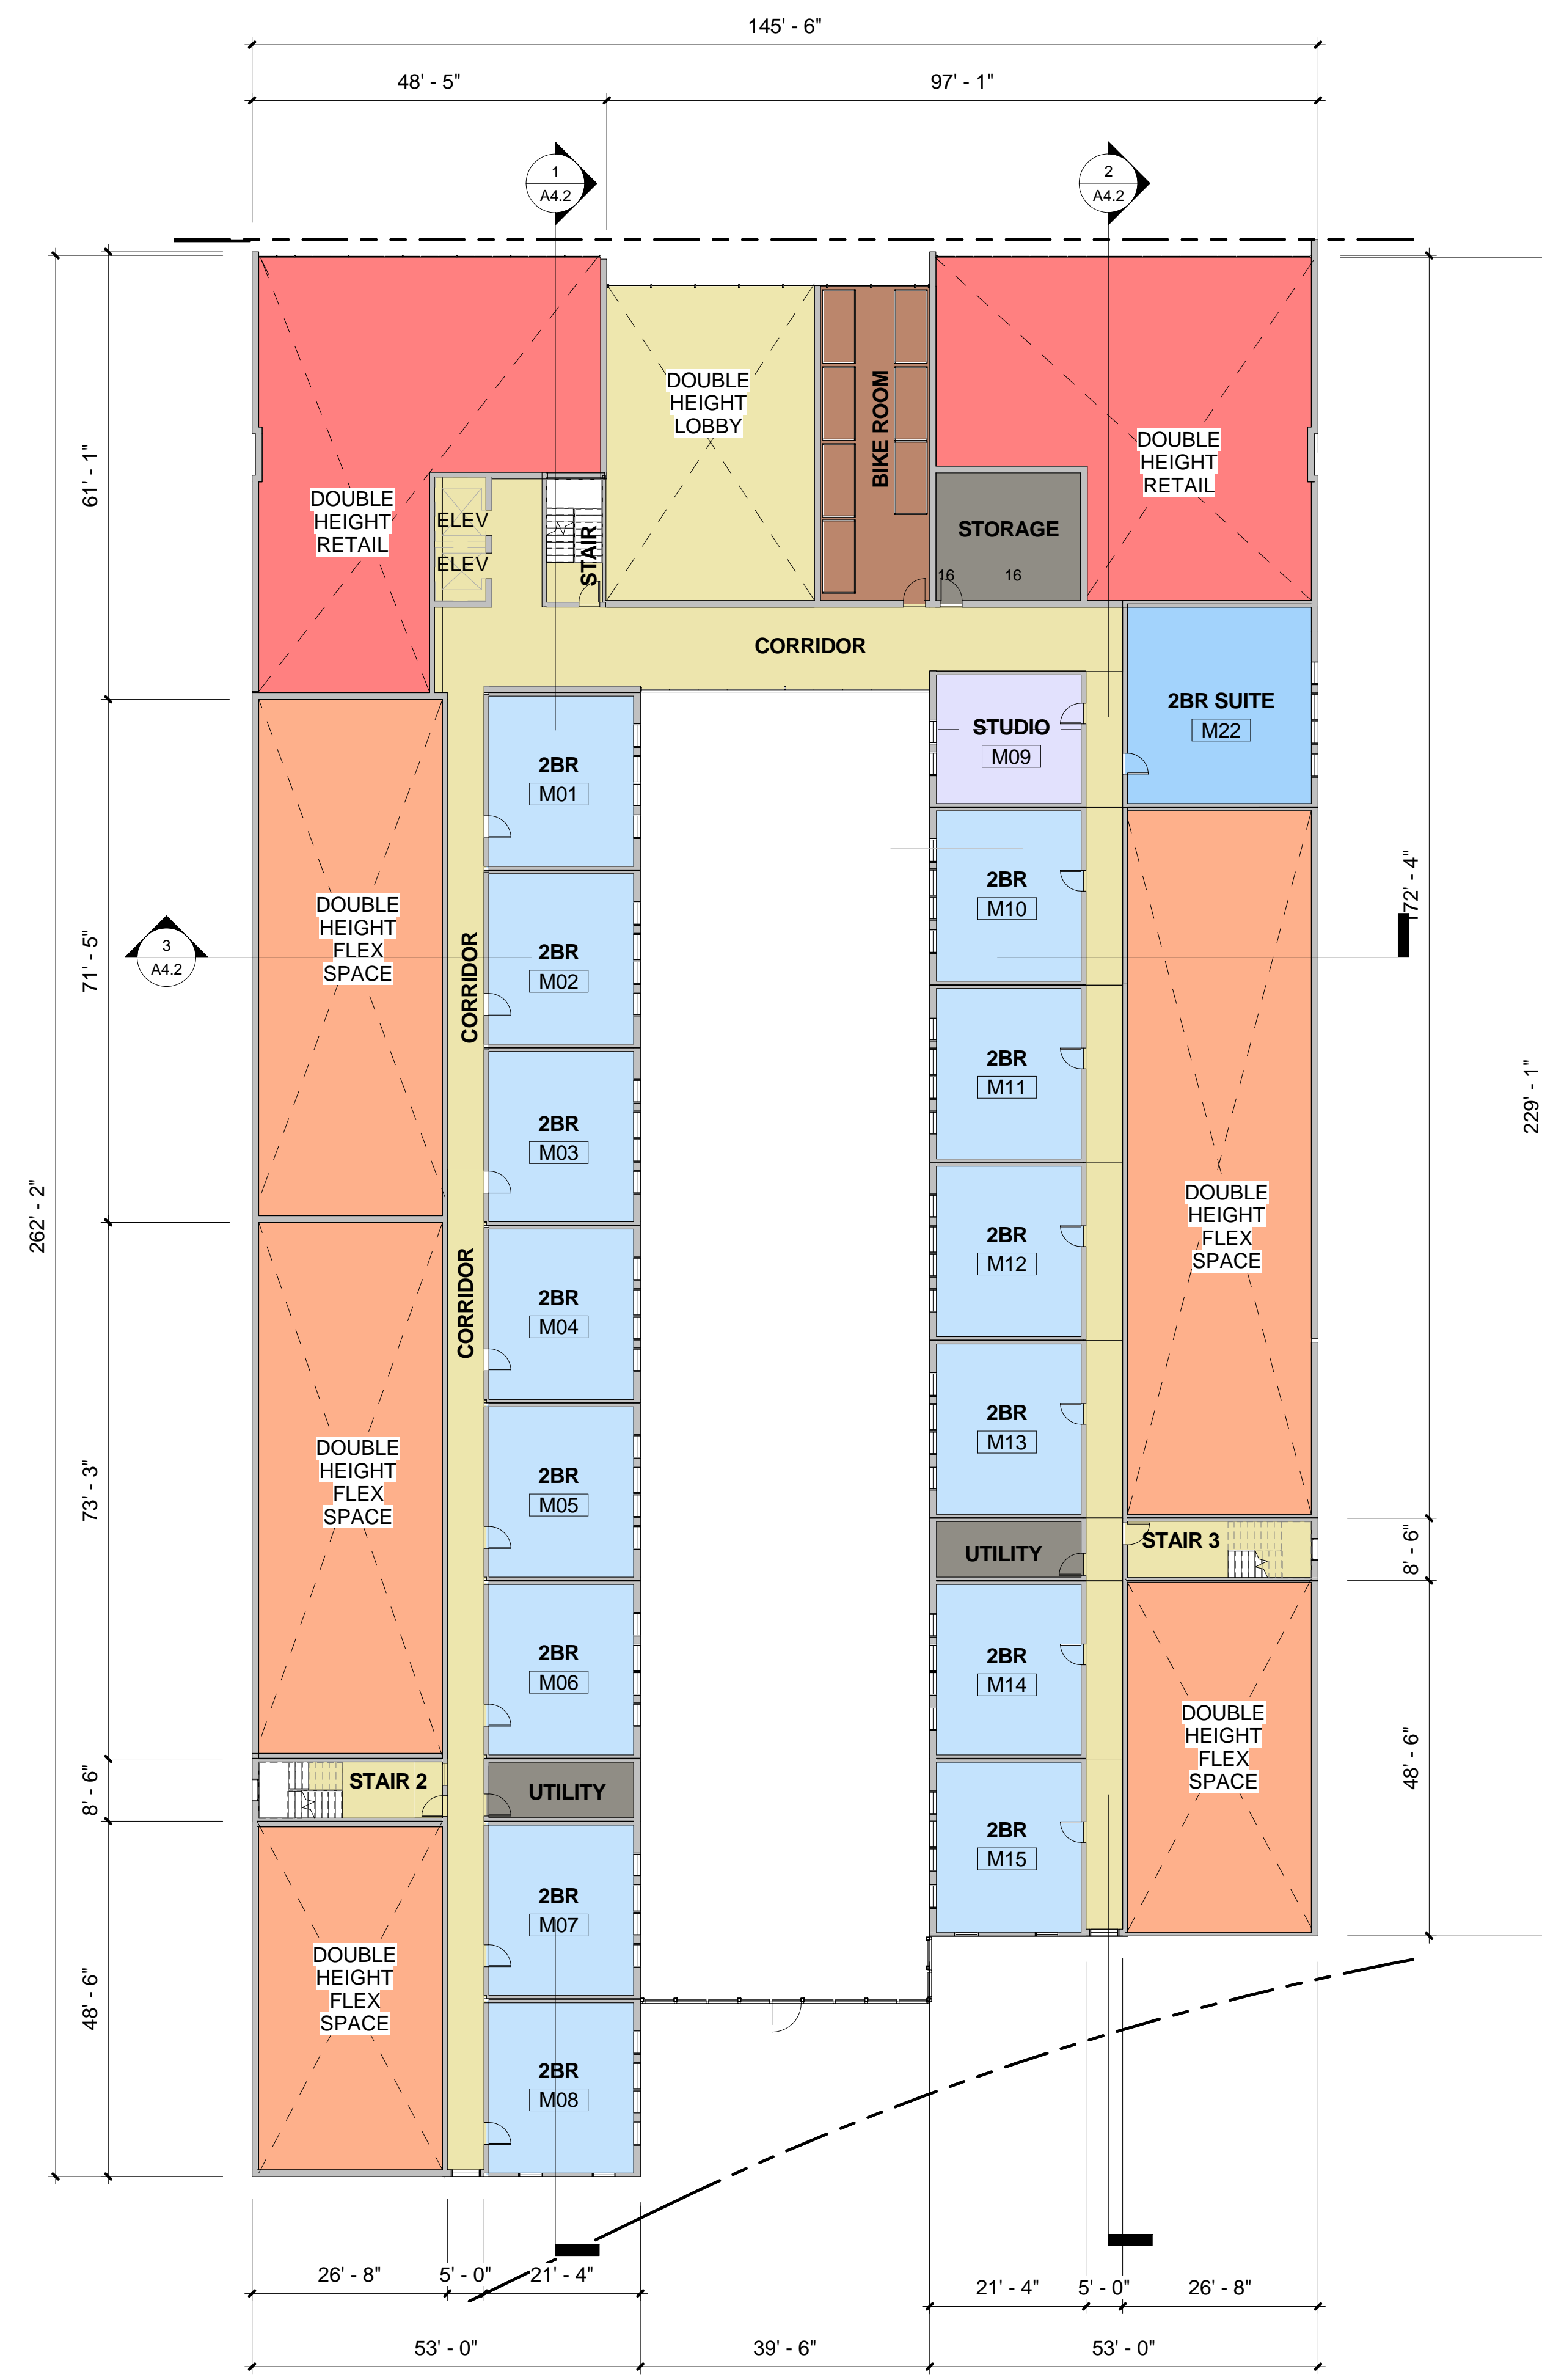 145' - 6"
48' - 5"
97' - 1"
1
A4.2
2
A4.2
DOUBLE
HEIGHT
LOBBY
BIKE ROOM
DOUBLE
HEIGHT
RETAIL
61' - 1"
DOUBLE
HEIGHT
RETAIL
ELEV
ELEV
STAIR
STORAGE
16
16
CORRIDOR
2BR SUITE
M22
STUDIO
M09
2BR
M01
2BR
M10
172' - 4"
DOUBLE
HEIGHT
FLEX
SPACE
3
A4.2
71' - 5"
CORRIDOR
2BR
M02
2BR
M11
229' - 1"
2BR
M03
262' - 2"
DOUBLE
HEIGHT
FLEX
SPACE
2BR
M12
CORRIDOR
2BR
M04
2BR
M13
DOUBLE
HEIGHT
FLEX
SPACE
73' - 3"
2BR
M05
UTILITY
STAIR 3
8' - 6"
2BR
M06
2BR
M14
DOUBLE
HEIGHT
FLEX
SPACE
48' - 6"
8' - 6"
STAIR 2
UTILITY
2BR
M15
2BR
M07
DOUBLE
HEIGHT
FLEX
SPACE
48' - 6"
2BR
M08
26' - 8"
5' - 0"
21' - 4"
21' - 4"
5' - 0"
26' - 8"
53' - 0"
39' - 6"
53' - 0"